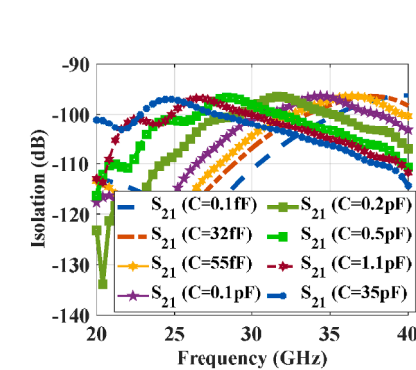 -90
-100
-110
-120
-130
-140
Isolation (dB)
S21 (C=0.1fF)
S21 (C=0.2pF)
S21 (C=32fF)
S21 (C=0.5pF)
S21 (C=55fF)
S21 (C=1.1pF)
S21 (C=0.1pF)
S21 (C=35pF)
20 25 30 35 40
Frequency (GHz)